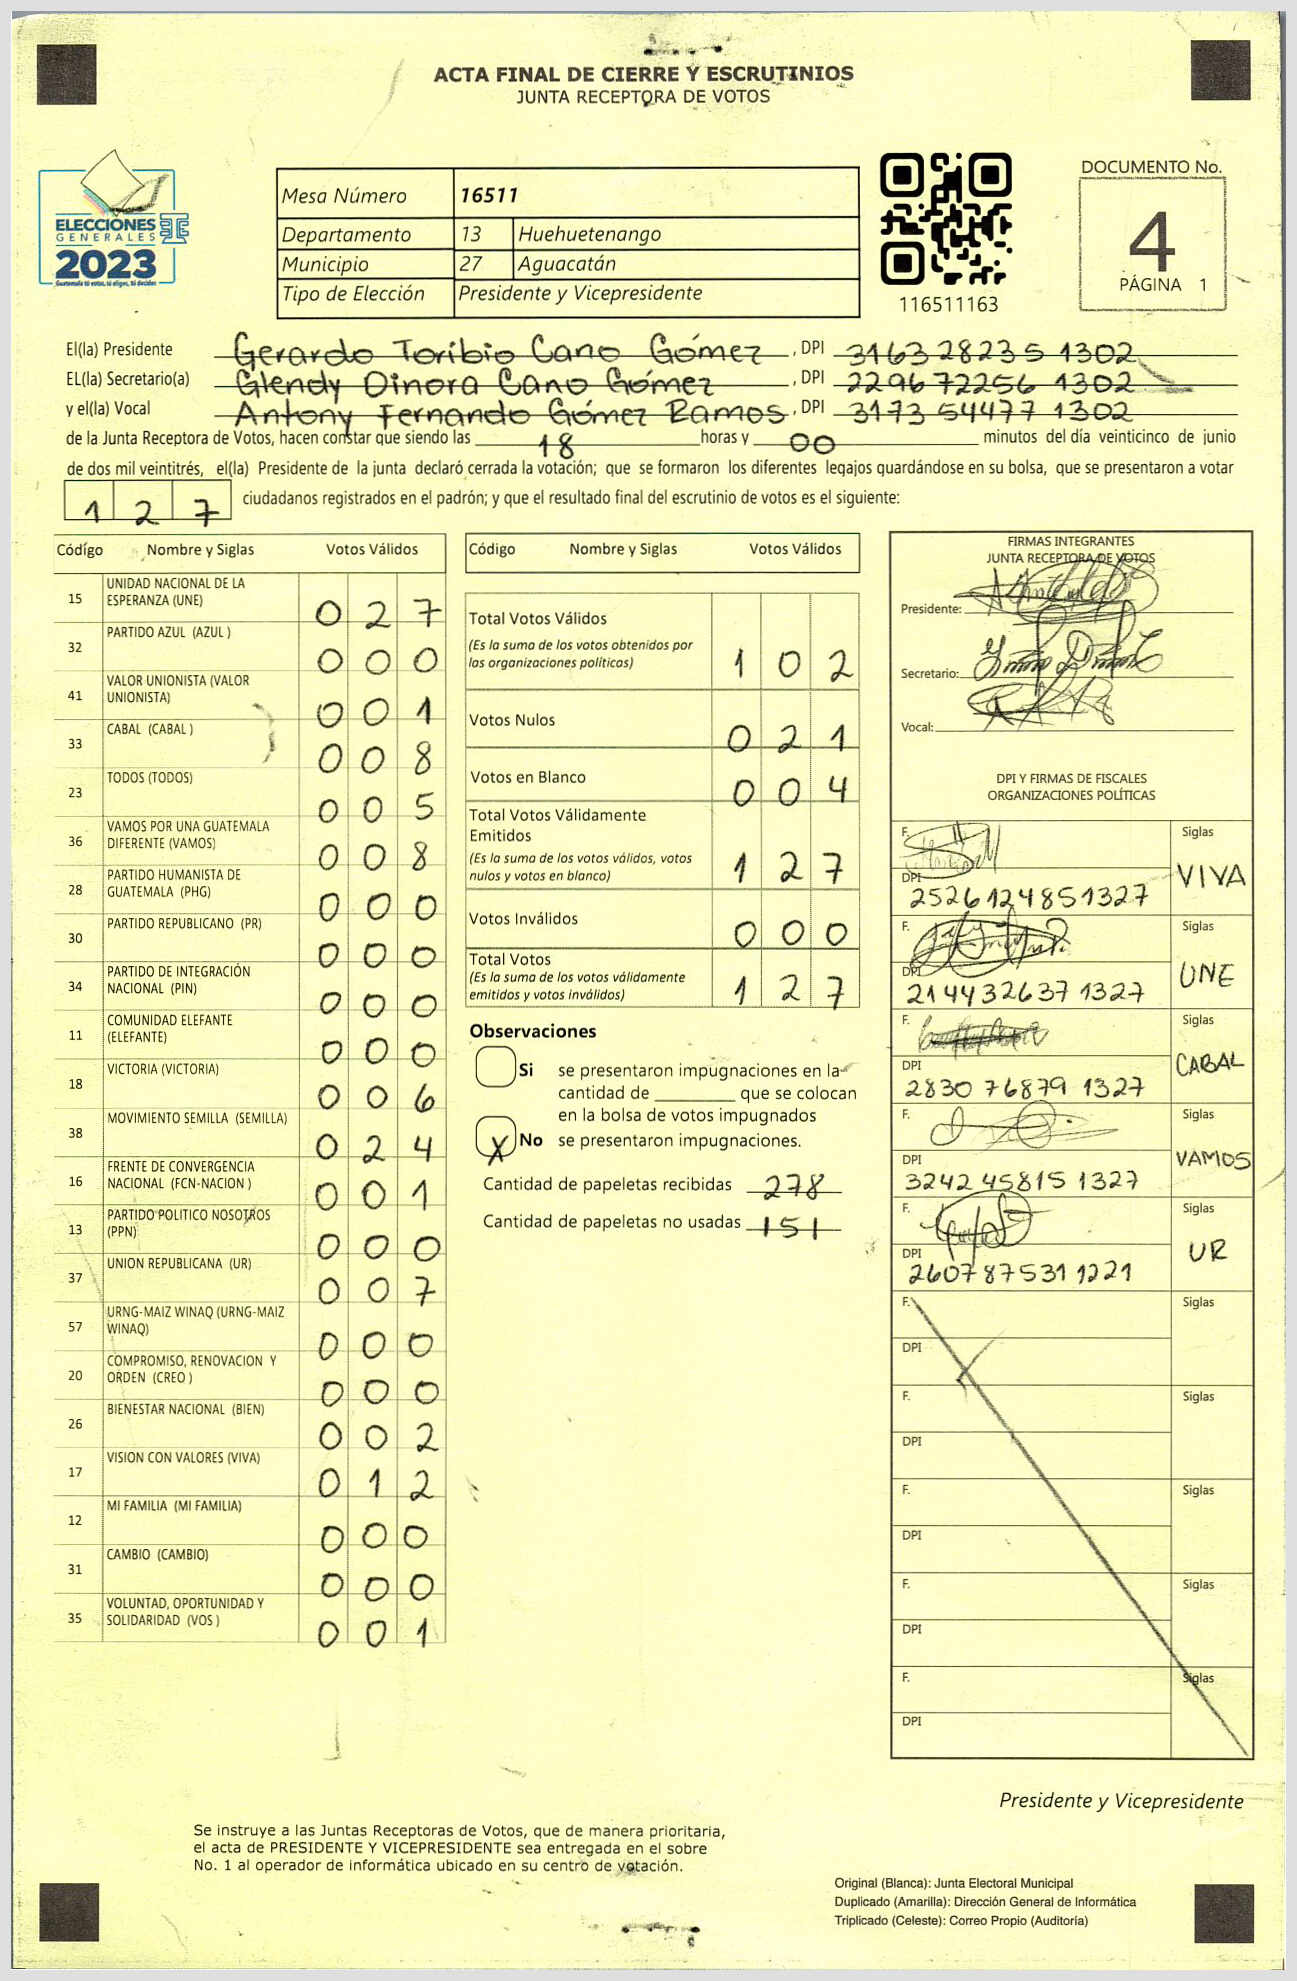 ACTA FINAL DE CIERRE Y ESCRUTINIOS
JUNTA RECEPTORA DE VOTOS
ELECCIONES
GENERALES
2023
Guatemala tú votas, tú eliges, tú decides
Mesa Número 16511
Departamento 13 Huehuetenango
Municipio 27 Aguacatán
Tipo de Elección Presidente y Vicepresidente
116511163
DOCUMENTO No.
4
PÁGINA 1
El(la) Presidente Gerardo Toribio Cano Gómez, DPI 3163 28235 1302
EL(la) Secretario(a) Glendy Dinora Cano Gómez, DPI 2296 72256 1302
y el(la) Vocal Antony Fernando Gómez Ramos, DPI 3173 54477 1302
de la Junta Receptora de Votos, hacen constar que siendo las 18 horas y 00 minutos del día veinticinco de junio
de dos mil veintitrés, el(la) Presidente de la junta declaró cerrada la votación; que se formaron los diferentes legajos guardándose en su bolsa, que se presentaron a votar
1 2 7 ciudadanos registrados en el padrón; y que el resultado final del escrutinio de votos es el siguiente:
Código Nombre y Siglas Votos Válidos
15 UNIDAD NACIONAL DE LA
ESPERANZA (UNE) 0 2 7
32 PARTIDO AZUL (AZUL ) 0 0 0
41 VALOR UNIONISTA (VALOR
UNIONISTA) 0 0 1
33 CABAL (CABAL ) 0 0 8
23 TODOS (TODOS) 0 0 5
36 VAMOS POR UNA GUATEMALA
DIFERENTE (VAMOS) 0 0 8
28 PARTIDO HUMANISTA DE
GUATEMALA (PHG) 0 0 0
30 PARTIDO REPUBLICANO (PR) 0 0 0
34 PARTIDO DE INTEGRACIÓN
NACIONAL (PIN) 0 0 0
11 COMUNIDAD ELEFANTE
(ELEFANTE) 0 0 0
18 VICTORIA (VICTORIA) 0 0 6
38 MOVIMIENTO SEMILLA (SEMILLA) 0 2 4
16 FRENTE DE CONVERGENCIA
NACIONAL (FCN-NACION ) 0 0 1
13 PARTIDO POLITICO NOSOTROS
(PPN) 0 0 0
37 UNION REPUBLICANA (UR) 0 0 7
57 URNG-MAIZ WINAQ (URNG-MAIZ
WINAQ) 0 0 0
20 COMPROMISO, RENOVACION Y
ORDEN (CREO ) 0 0 0
26 BIENESTAR NACIONAL (BIEN) 0 0 2
17 VISION CON VALORES (VIVA) 0 1 2
12 MI FAMILIA (MI FAMILIA) 0 0 0
31 CAMBIO (CAMBIO) 0 0 0
35 VOLUNTAD, OPORTUNIDAD Y
SOLIDARIDAD (VOS ) 0 0 1
Código Nombre y Siglas Votos Válidos
Total Votos Válidos
(Es la suma de los votos obtenidos por
las organizaciones políticas) 1 0 2
Votos Nulos 0 2 1
Votos en Blanco 0 0 4
Total Votos Válidamente
Emitidos
(Es la suma de los votos válidos, votos
nulos y votos en blanco) 1 2 7
Votos Inválidos 0 0 0
Total Votos
(Es la suma de los votos válidamente
emitidos y votos inválidos) 1 2 7
Observaciones
Si se presentaron impugnaciones en la
cantidad de ________ que se colocan
en la bolsa de votos impugnados
X No se presentaron impugnaciones.
Cantidad de papeletas recibidas 278
Cantidad de papeletas no usadas 151
FIRMAS INTEGRANTES
JUNTA RECEPTORA DE VOTOS
Presidente:
Secretario:
Vocal:
DPI Y FIRMAS DE FISCALES
ORGANIZACIONES POLÍTICAS
F. Siglas
VIVA
DPI
2526124851327
F. Siglas
UNE
DPI
214432637 1327
F. Siglas
CABAL
DPI
2830 76879 1327
F. Siglas
VAMOS
DPI
3242 45815 1327
F. Siglas
UR
DPI
2607875311221
F. Siglas
DPI
F. Siglas
DPI
F. Siglas
DPI
F. Siglas
DPI
F. Siglas
DPI
Presidente y Vicepresidente
Se instruye a las Juntas Receptoras de Votos, que de manera prioritaria,
el acta de PRESIDENTE Y VICEPRESIDENTE sea entregada en el sobre
No. 1 al operador de informática ubicado en su centro de votación.
Original (Blanca): Junta Electoral Municipal
Duplicado (Amarilla): Dirección General de Informática
Triplicado (Celeste): Correo Propio (Auditoría)